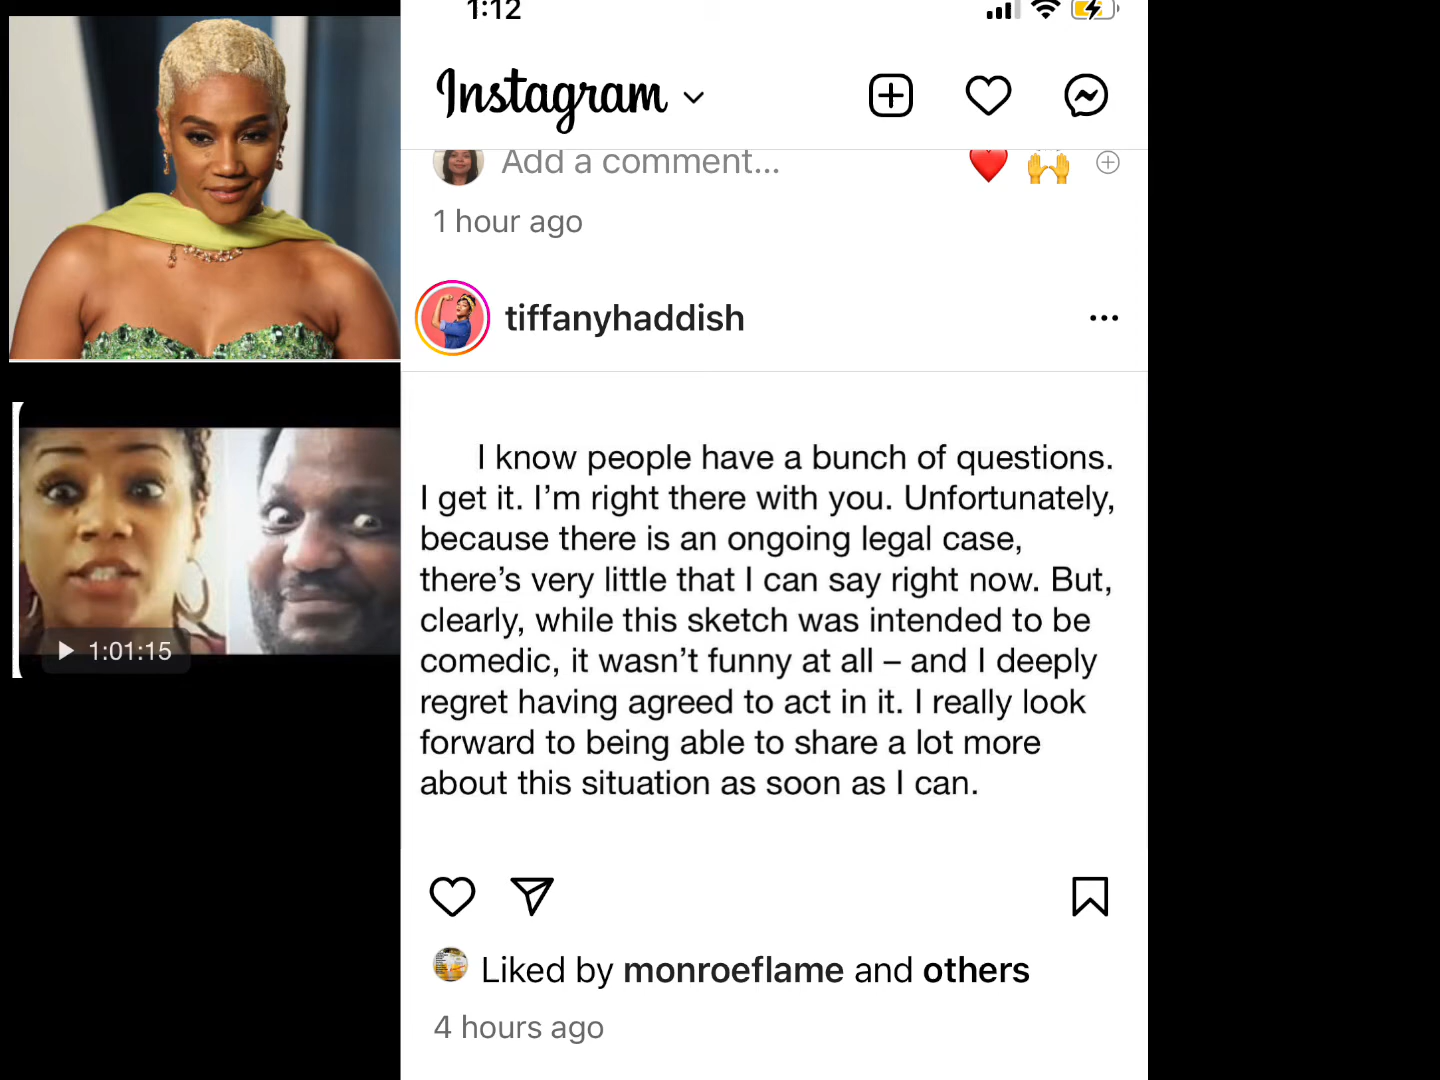 1:12
Instagram
Add a comment...
1 hour ago
tiffanyhaddish
I know people have a bunch of questions.
I get it. I’m right there with you. Unfortunately,
because there is an ongoing legal case,
there’s very little that I can say right now. But,
clearly, while this sketch was intended to be
comedic, it wasn’t funny at all – and I deeply
regret having agreed to act in it. I really look
forward to being able to share a lot more
about this situation as soon as I can.
1:01:15
Liked by monroeflame and others
4 hours ago